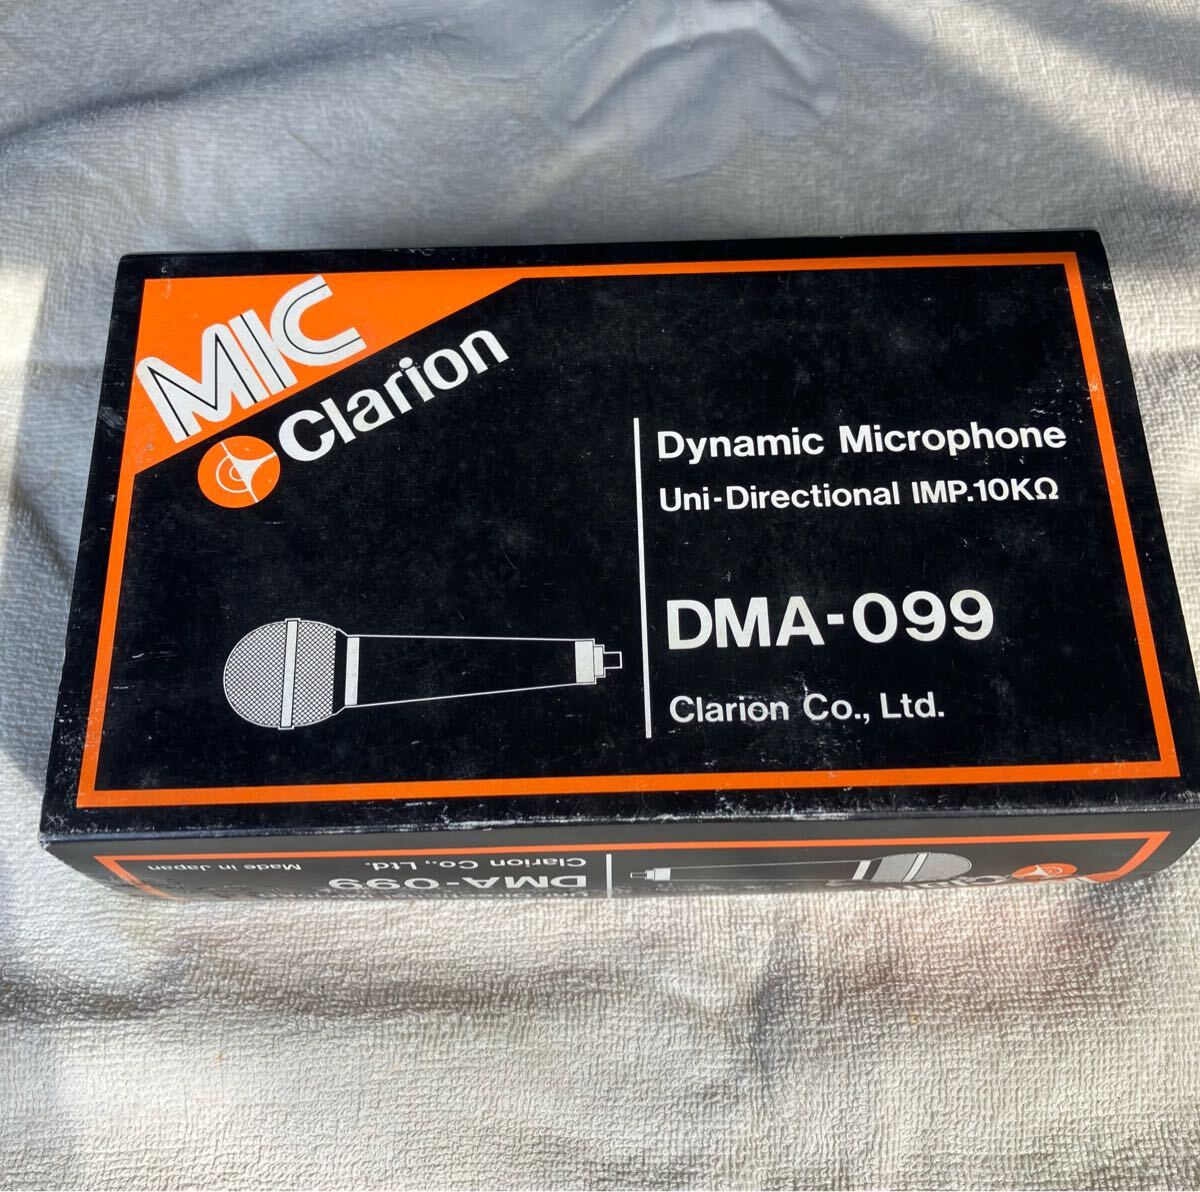 MIC
Clarion
Dynamic Microphone
Uni-Directional IMP.10KΩ
DMA-099
Clarion Co., Ltd.
DMA-099
Clarion Co., Ltd.
Made in Japan